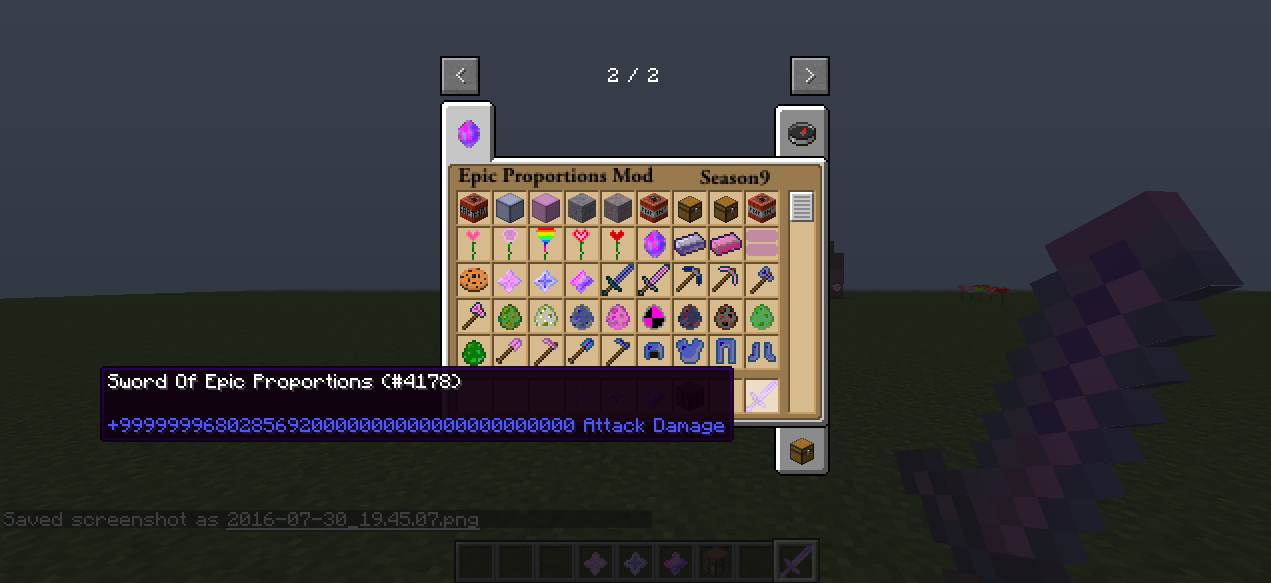 < 2 / 2 >
Epic Proportions Mod Season9
Sword Of Epic Proportions (#4178)
+9999999680285692000000000000000000000 Attack Damage
Saved screenshot as 2016-07-30_19.45.07.png